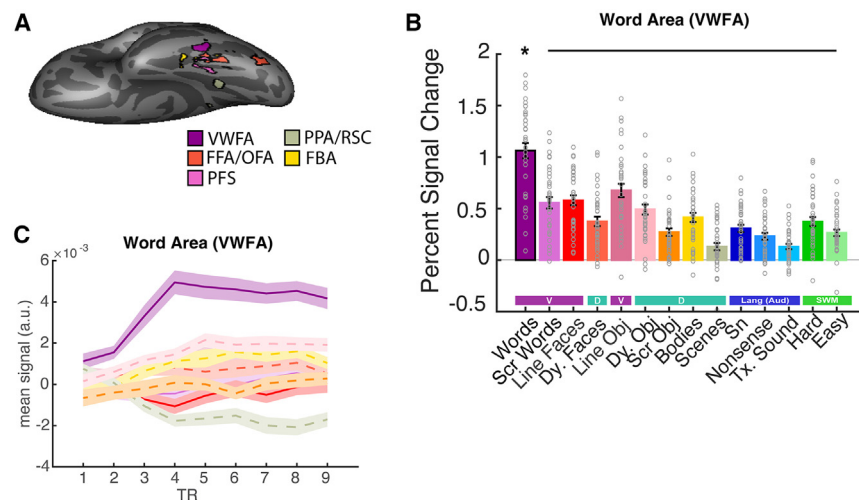 A
VWFA
FFA/OFA
PFS
PPA/RSC
FBA
B
Word Area (VWFA)
*
Percent Signal Change
2
1.5
1
0.5
0
-0.5
V
D
V
D
Lang (Aud)
SWM
Words
Scr Words
Line Faces
Dy. Faces
Line Obj
Dy. Obj
Scr Obj
Bodies
Scenes
Sn
Nonsense
Tx. Sound
Hard
Easy
C
Word Area (VWFA)
×10⁻³
mean signal (a.u.)
6
4
2
0
-2
-4
1 2 3 4 5 6 7 8 9
TR